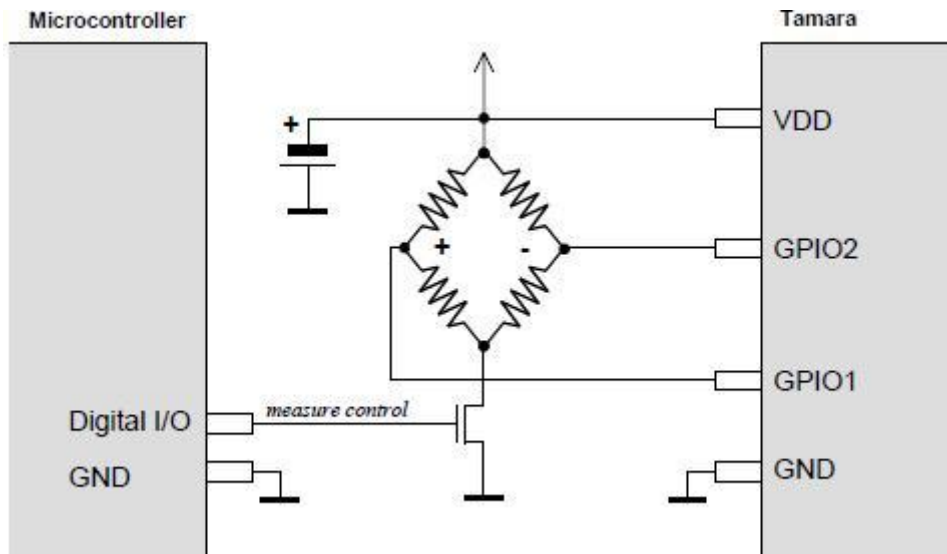 Microcontroller
Tamara
+
VDD
+
-
GPIO2
GPIO1
Digital I/O
measure control
GND
GND